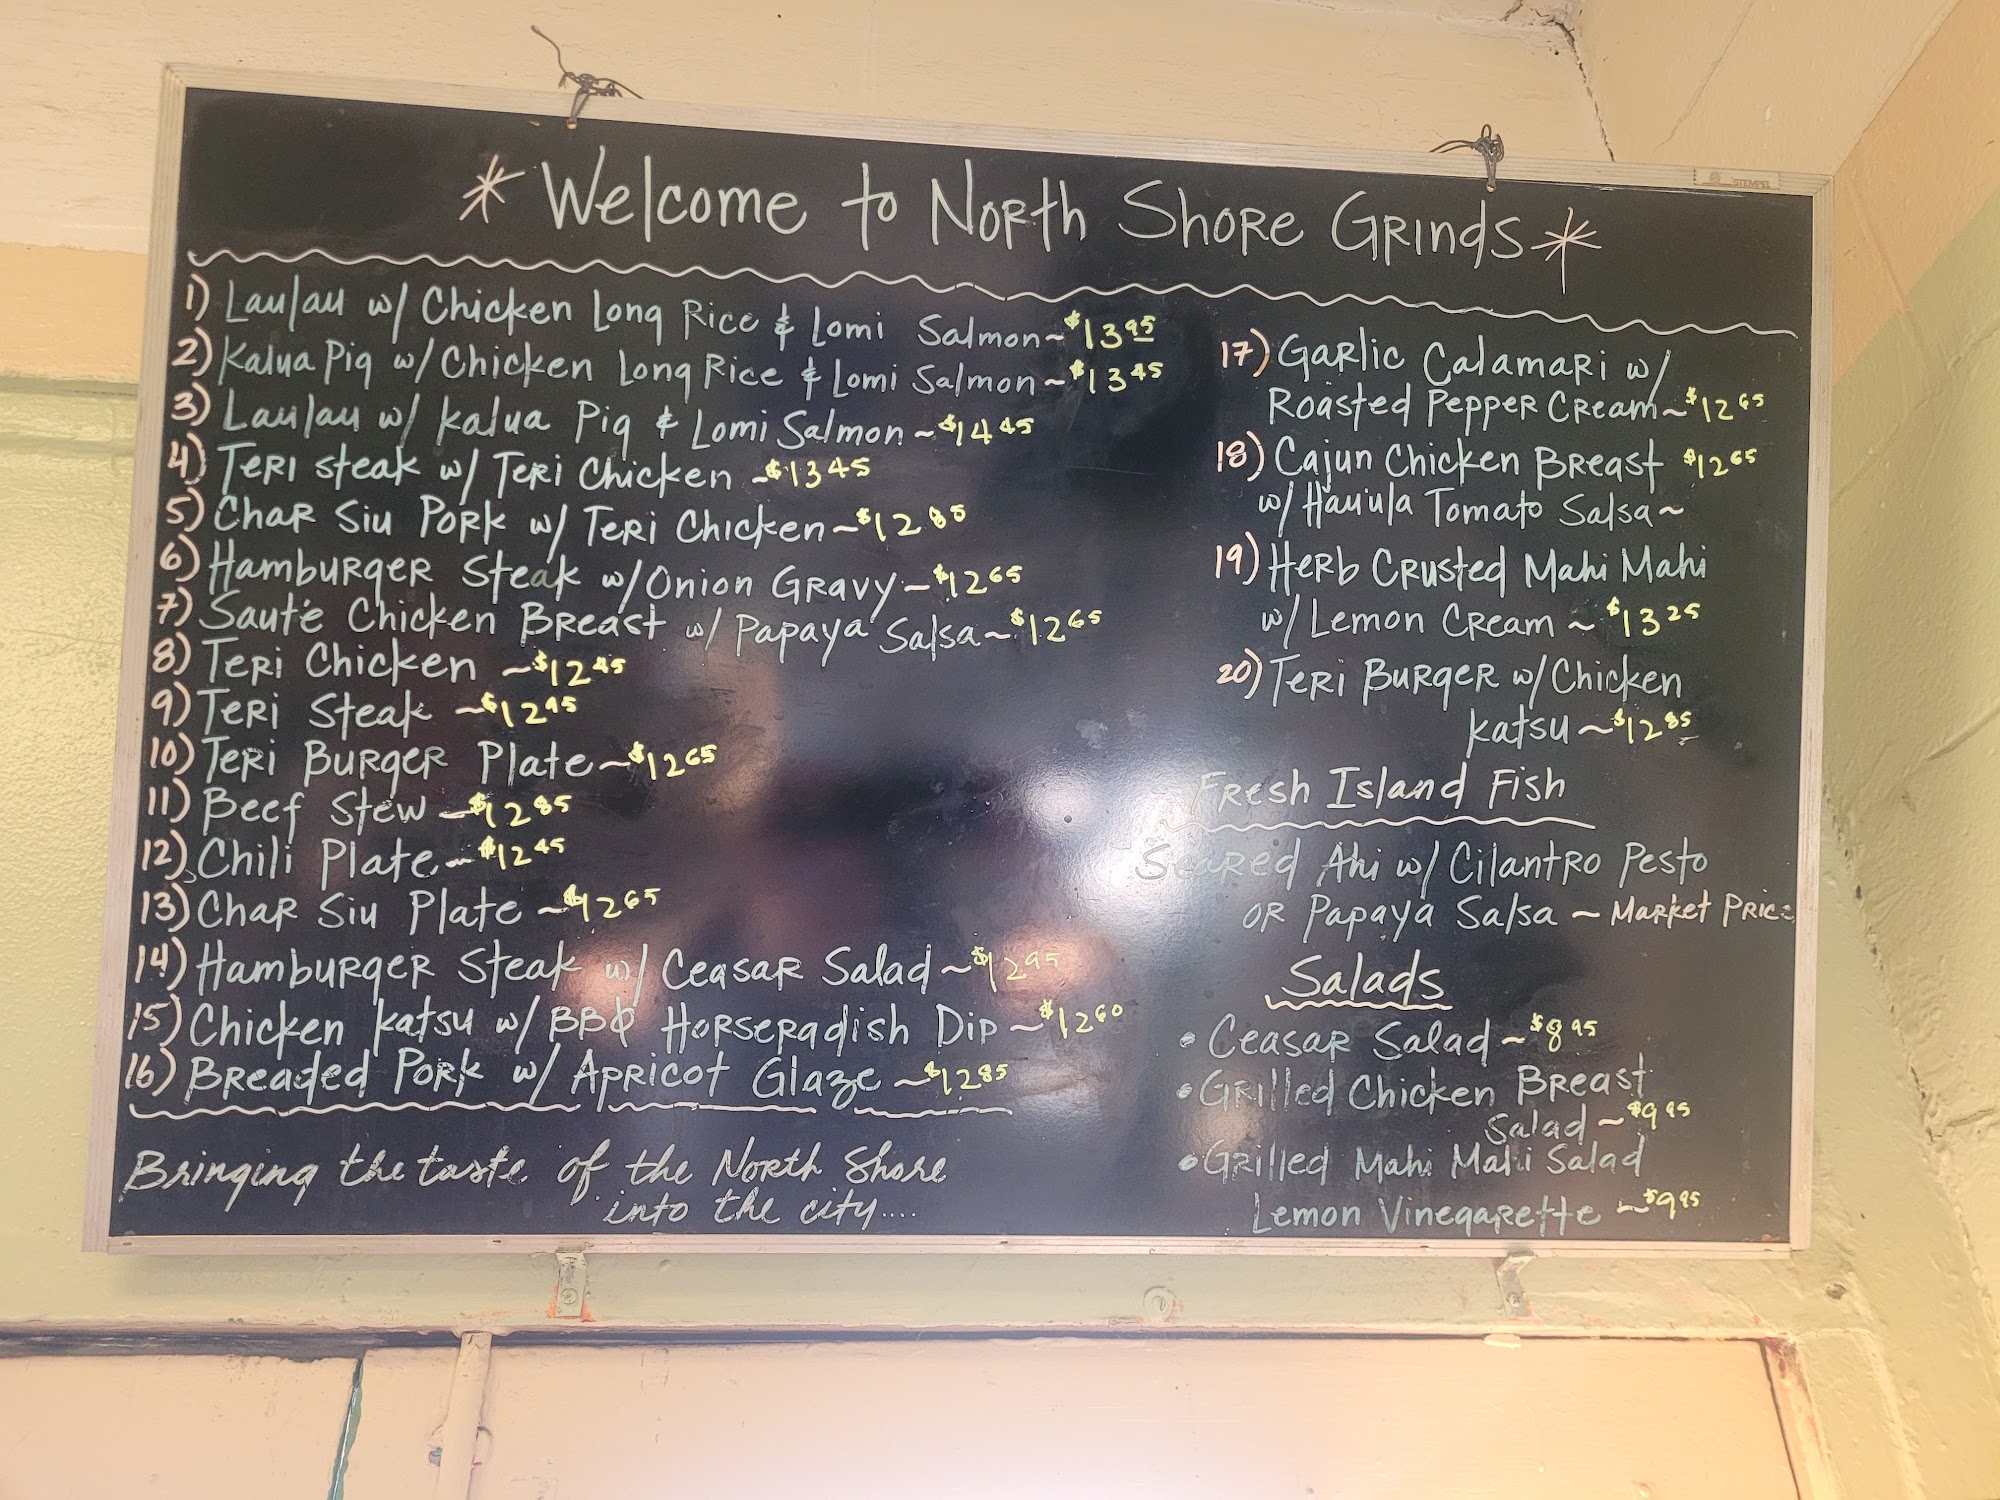 * Welcome to North Shore Grinds *
STEMPEL
1) Laulau w/ Chicken Long Rice & Lomi Salmon ~ $13.95
2) Kalua Pig w/ Chicken Long Rice & Lomi Salmon ~ $13.45
3) Laulau w/ Kalua Pig & Lomi Salmon ~ $14.45
4) Teri Steak w/ Teri Chicken ~ $13.45
5) Char Siu Pork w/ Teri Chicken ~ $12.85
6) Hamburger Steak w/ Onion Gravy ~ $12.65
7) Sauté Chicken Breast w/ Papaya Salsa ~ $12.65
8) Teri Chicken ~ $12.45
9) Teri Steak ~ $12.95
10) Teri Burger Plate ~ $12.65
11) Beef Stew ~ $12.85
12) Chili Plate ~ $12.45
13) Char Siu Plate ~ $12.65
14) Hamburger Steak w/ Ceasar Salad ~ $12.95
15) Chicken Katsu w/ BBQ Horseradish Dip ~ $12.60
16) Breaded Pork w/ Apricot Glaze ~ $12.85
Bringing the taste of the North Shore
into the city....
17) Garlic Calamari w/
Roasted Pepper Cream ~ $12.65
18) Cajun Chicken Breast $12.65
w/ Hauula Tomato Salsa ~
19) Herb Crusted Mahi Mahi
w/ Lemon Cream ~ $13.25
20) Teri Burger w/ Chicken
Katsu ~ $12.85
Fresh Island Fish
Seared Ahi w/ Cilantro Pesto
or Papaya Salsa ~ Market Price
Salads
• Ceasar Salad ~ $8.95
• Grilled Chicken Breast
Salad ~ $9.95
• Grilled Mahi Mahi Salad
Lemon Vinegarette ~ $9.95